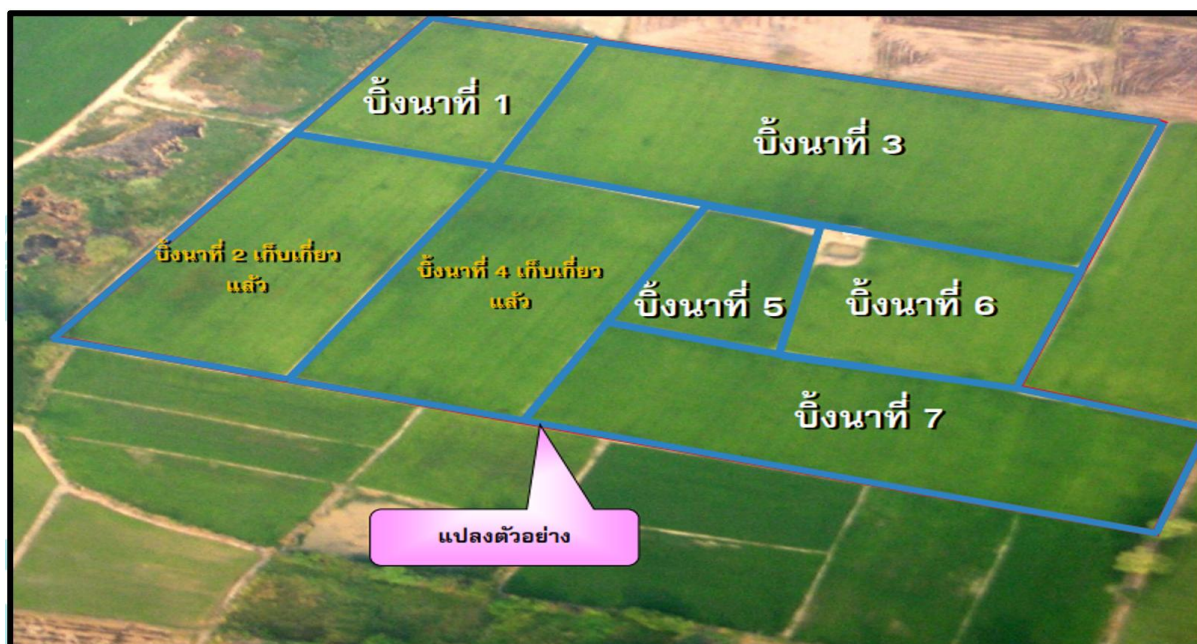 บิ้งนาที่ 1
บิ้งนาที่ 3
บิ้งนาที่ 2 เก็บเกี่ยว
แล้ว
บิ้งนาที่ 4 เก็บเกี่ยว
แล้ว
บิ้งนาที่ 5
บิ้งนาที่ 6
บิ้งนาที่ 7
แปลงตัวอย่าง